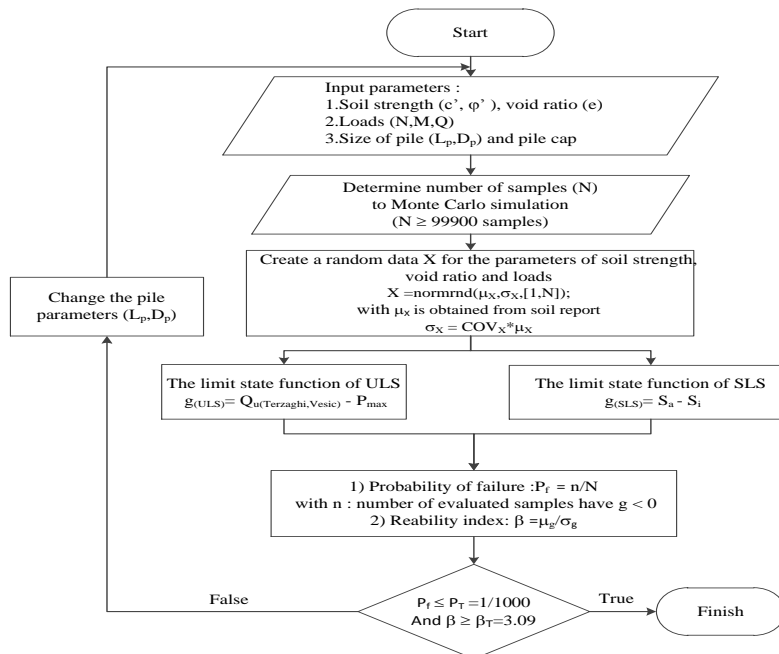 Start
Input parameters :
1.Soil strength (c’, φ’ ), void ratio (e)
2.Loads (N,M,Q)
3.Size of pile (Lp,Dp) and pile cap
Determine number of samples (N)
to Monte Carlo simulation
(N ≥ 99900 samples)
Create a random data X for the parameters of soil strength,
void ratio and loads
X =normrnd(μX,σX,[1,N]);
with μX is obtained from soil report
σX = COVX*μX
Change the pile
parameters (Lp,Dp)
The limit state function of ULS
g(ULS)= Qu(Terzaghi,Vesic) - Pmax
The limit state function of SLS
g(SLS)= Sa - Si
1) Probability of failure :Pf = n/N
with n : number of evaluated samples have g < 0
2) Reability index: β =μg/σg
False
Pf ≤ PT =1/1000
And β ≥ βT=3.09
True
Finish